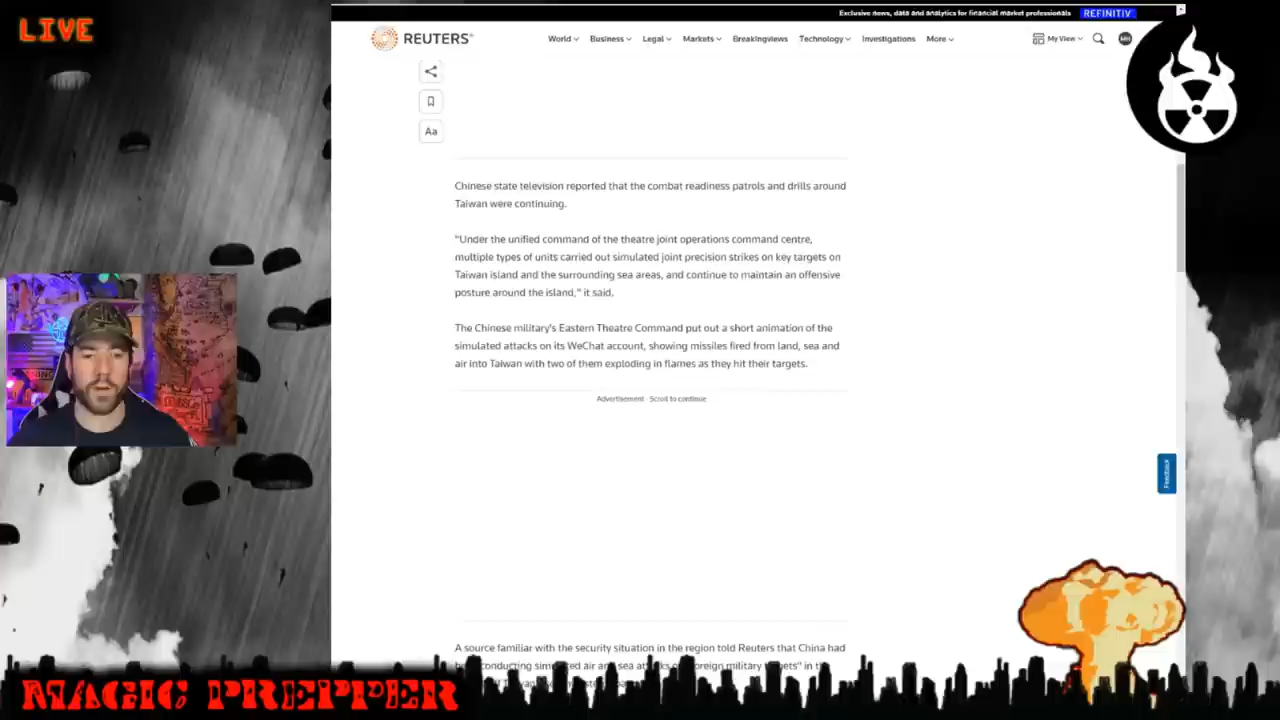 LIVE
Exclusive news, data and analytics for financial market professionals REFINITIV
REUTERS
World Business Legal Markets Breakingviews Technology Investigations More My View
Aa
Chinese state television reported that the combat readiness patrols and drills around
Taiwan were continuing.
"Under the unified command of the theatre joint operations command centre,
multiple types of units carried out simulated joint precision strikes on key targets on
Taiwan island and the surrounding sea areas, and continue to maintain an offensive
posture around the island," it said.
The Chinese military's Eastern Theatre Command put out a short animation of the
simulated attacks on its WeChat account, showing missiles fired from land, sea and
air into Taiwan with two of them exploding in flames as they hit their targets.
Advertisement · Scroll to continue
Feedback
A source familiar with the security situation in the region told Reuters that China had
conducting air and sea
MAGIC PREPPER